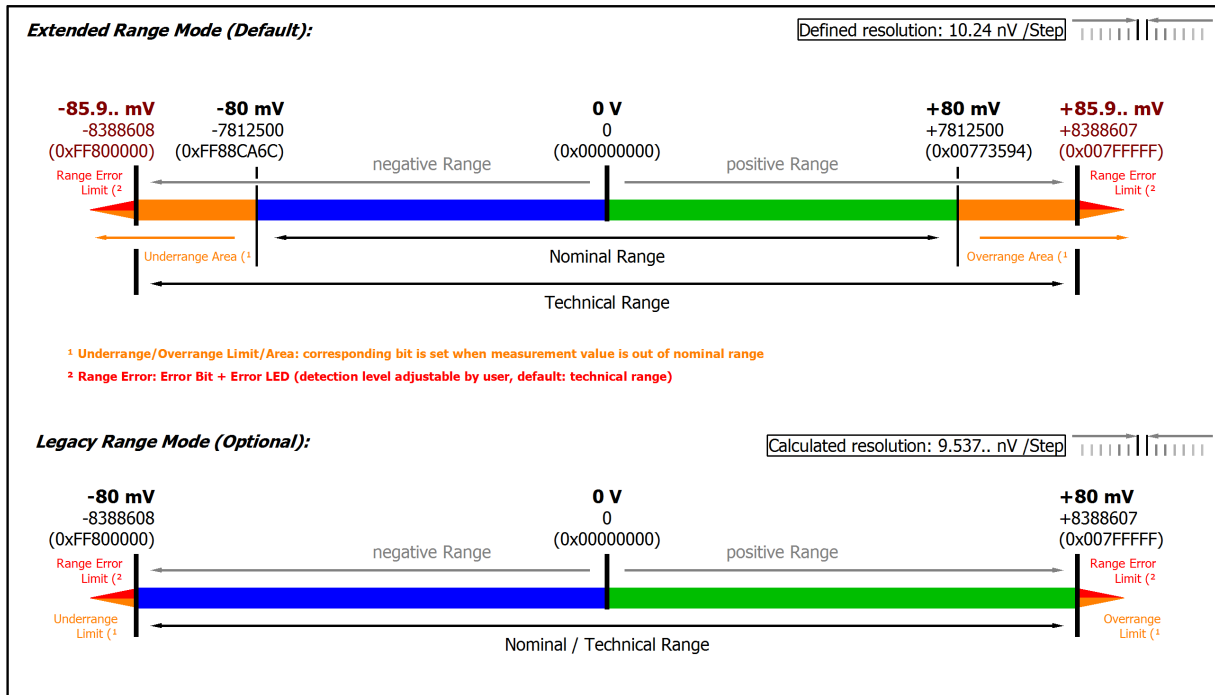 Extended Range Mode (Default):
Defined resolution: 10.24 nV /Step
-85.9.. mV
-8388608
(0xFF800000)
-80 mV
-7812500
(0xFF88CA6C)
0 V
0
(0x00000000)
+80 mV
+7812500
(0x00773594)
+85.9.. mV
+8388607
(0x007FFFFF)
negative Range
positive Range
Range Error
Limit (²
Range Error
Limit (²
Underrange Area (¹
Nominal Range
Overrange Area (¹
Technical Range
¹ Underrange/Overrange Limit/Area: corresponding bit is set when measurement value is out of nominal range
² Range Error: Error Bit + Error LED (detection level adjustable by user, default: technical range)
Legacy Range Mode (Optional):
Calculated resolution: 9.537.. nV /Step
-80 mV
-8388608
(0xFF800000)
0 V
0
(0x00000000)
+80 mV
+8388607
(0x007FFFFF)
negative Range
positive Range
Range Error
Limit (²
Range Error
Limit (²
Underrange
Limit (¹
Overrange
Limit (¹
Nominal / Technical Range